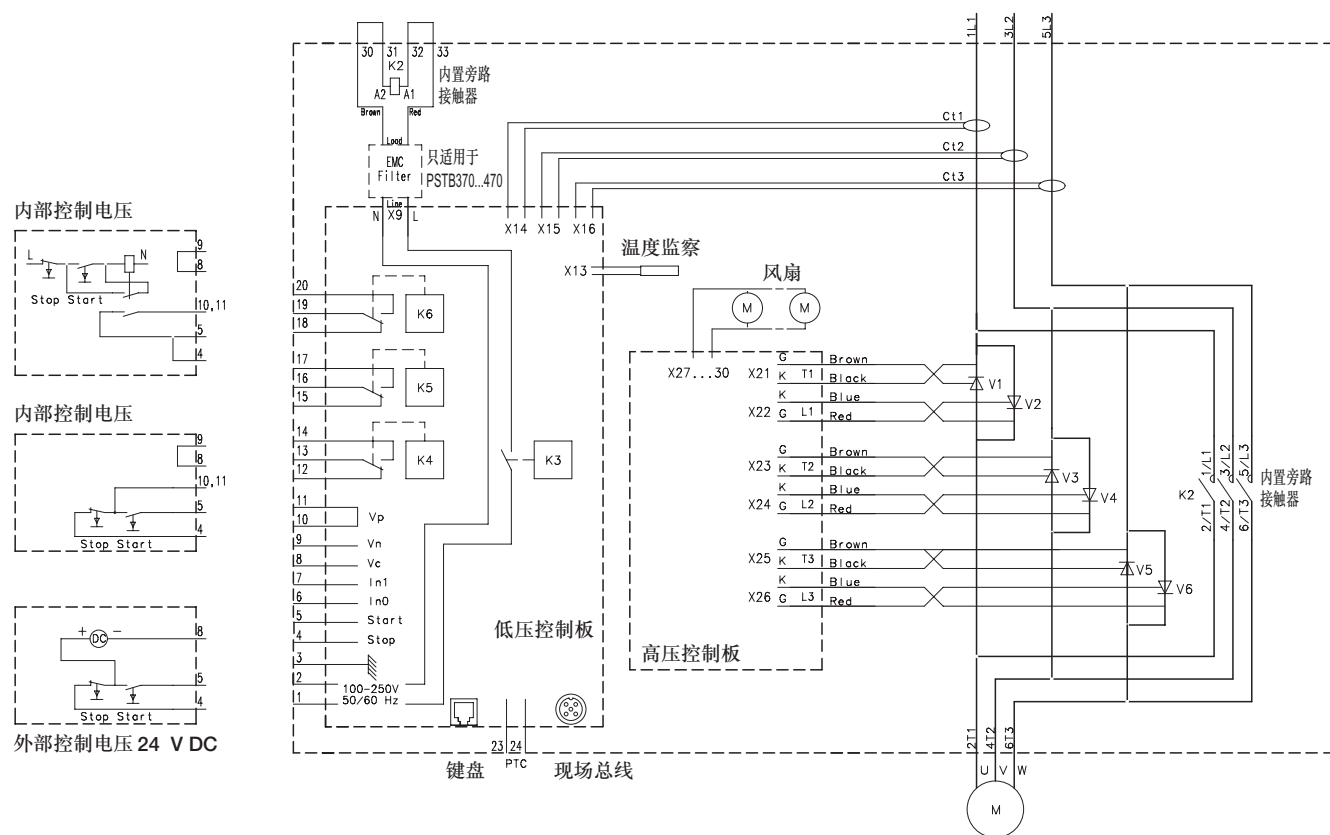 1L1
3L2
5L3
30 31 32 33
K2
A2 A1
内置旁路
接触器
Brown
Red
Load
EMC
Filter
Line
只适用于
PSTB370...470
N X9 L
Ct1
Ct2
Ct3
X14 X15 X16
X13
温度监察
风扇
M
M
内部控制电压
L
N
Stop Start
9
8
10,11
5
4
内部控制电压
9
8
10,11
5
4
Stop Start
+ DC -
8
5
4
Stop Start
外部控制电压 24 V DC
20
19
18
K6
17
16
15
K5
14
13
12
K4
K3
11
10
Vp
9
Vn
8
Vc
7
In1
6
In0
5
Start
4
Stop
3
2
1
100-250V
50/60 Hz
低压控制板
23 24
PTC
键盘
现场总线
X27...30
G Brown
X21 T1
K Black
K Blue
X22 L1
G Red
G Brown
X23 T2
K Black
K Blue
X24 L2
G Red
G Brown
X25 T3
K Black
K Blue
X26 L3
G Red
高压控制板
V1
V2
V3
V4
V5
V6
K2
1/L1
3/L2
5/L3
2/T1
4/T2
6/T3
内置旁路
接触器
2T1
4T2
6T3
U V W
M